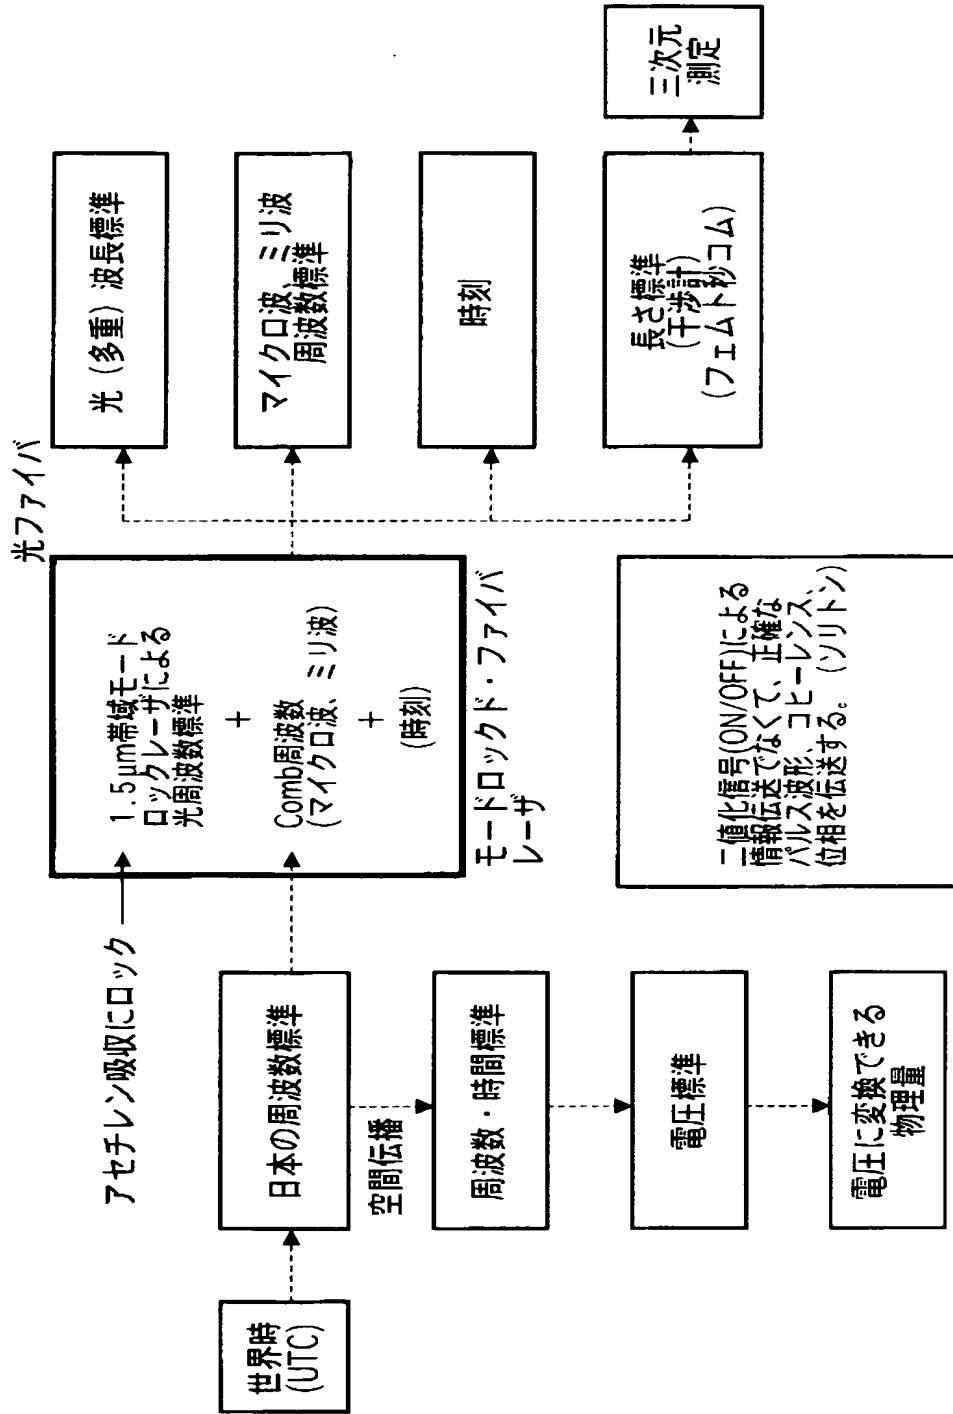 世界時
(UTC)
アセチレン吸収にロック
日本の周波数標準
空間伝播
周波数・時間標準
電圧標準
電圧に変換できる
物理量
1.5μm帯域モード
ロックレーザによる
光周波数標準
+
Comb周波数
(マイクロ波、ミリ波)
+
(時刻)
モードロックド・ファイバ
レーザ
二値化信号(ON/OFF)による
情報伝送でなくて、正確な
パルス波形、コヒーレンス、
位相を伝送する。(ソリトン)
光ファイバ
光(多重)波長標準
マイクロ波、ミリ波
周波数標準
時刻
長さ標準
(干渉計)
(フェムト秒コム)
三次元
測定